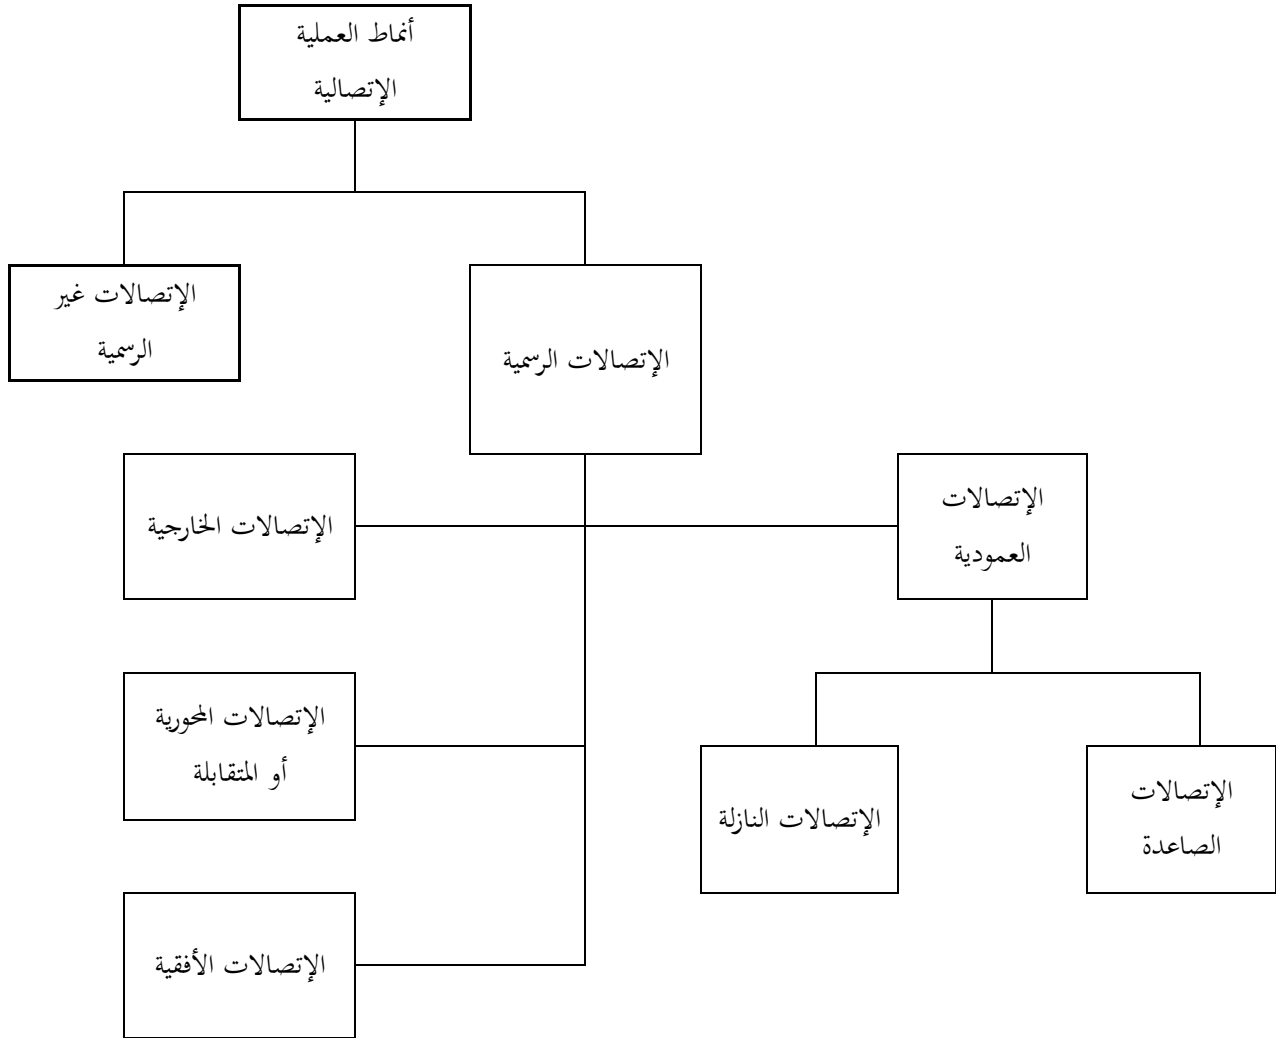 أنماط العملية
الإتصالية
الإتصالات الرسمية
الإتصالات غير
الرسمية
الإتصالات
العمودية
الإتصالات الخارجية
الإتصالات المحورية
أو المتقابلة
الإتصالات
الصاعدة
الإتصالات النازلة
الإتصالات الأفقية